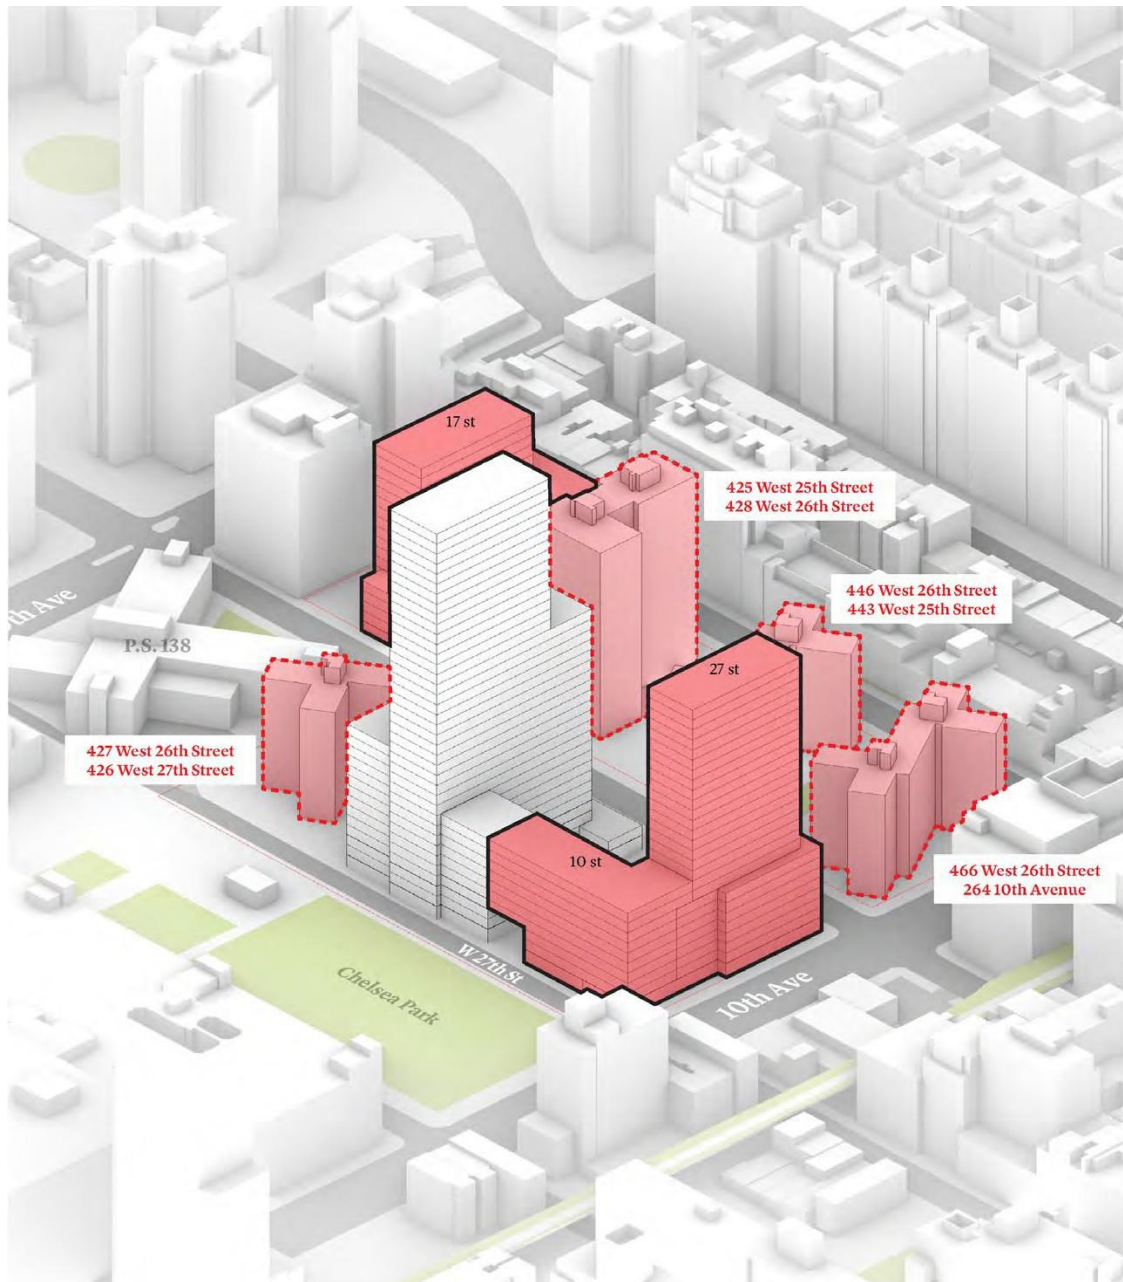 17 st
425 West 25th Street
428 West 26th Street
446 West 26th Street
443 West 25th Street
Ave
P.S. 138
27 st
427 West 26th Street
426 West 27th Street
10 st
466 West 26th Street
264 10th Avenue
W 27th St
Chelsea Park
10th Ave